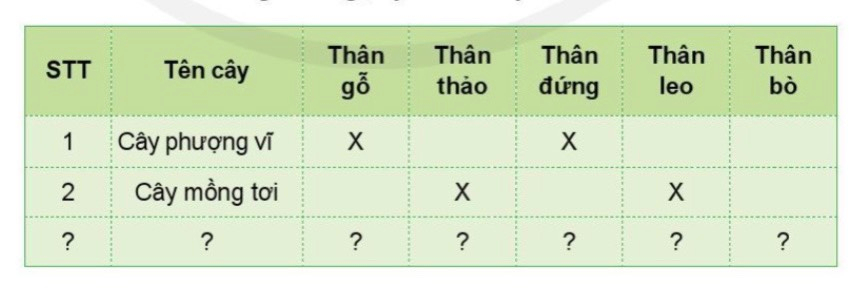 STT Tên cây Thân gỗ Thân thảo Thân đứng Thân leo Thân bò
1 Cây phượng vĩ X X
2 Cây mồng tơi X X
? ? ? ? ? ? ?